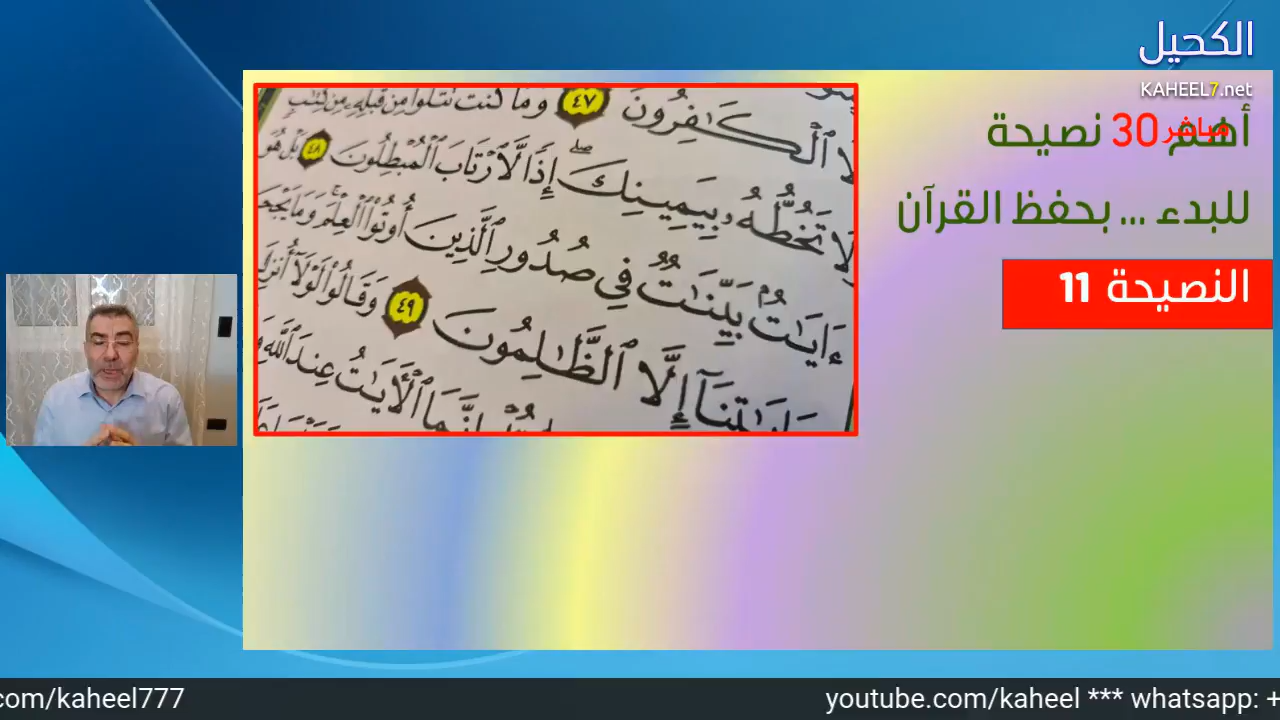 الكحيل
KAHEEL7.net
أهم 30 نصيحة
مباشر
للبدء ... بحفظ القرآن
النصيحة 11
ٱلْكَـٰفِرُونَ ٤٧ وَمَا كُنتَ تَتْلُوا۟ مِن قَبْلِهِۦ مِن كِتَـٰبٍ
لَا تَخُطُّهُۥ بِيَمِينِكَ ۖ إِذًا لَّٱرْتَابَ ٱلْمُبْطِلُونَ ٤٨ بَلْ هُوَ
ءَايَـٰتٌۢ بَيِّنَـٰتٌ فِى صُدُورِ ٱلَّذِينَ أُوتُوا۟ ٱلْعِلْمَ ۚ وَمَا
إِلَّا ٱلظَّـٰلِمُونَ ٤٩ وَقَالُوا۟ لَوْلَآ
ٱلْـَٔايَـٰتُ عِندَ ٱللَّهِ
com/kaheel777
youtube.com/kaheel *** whatsapp: +